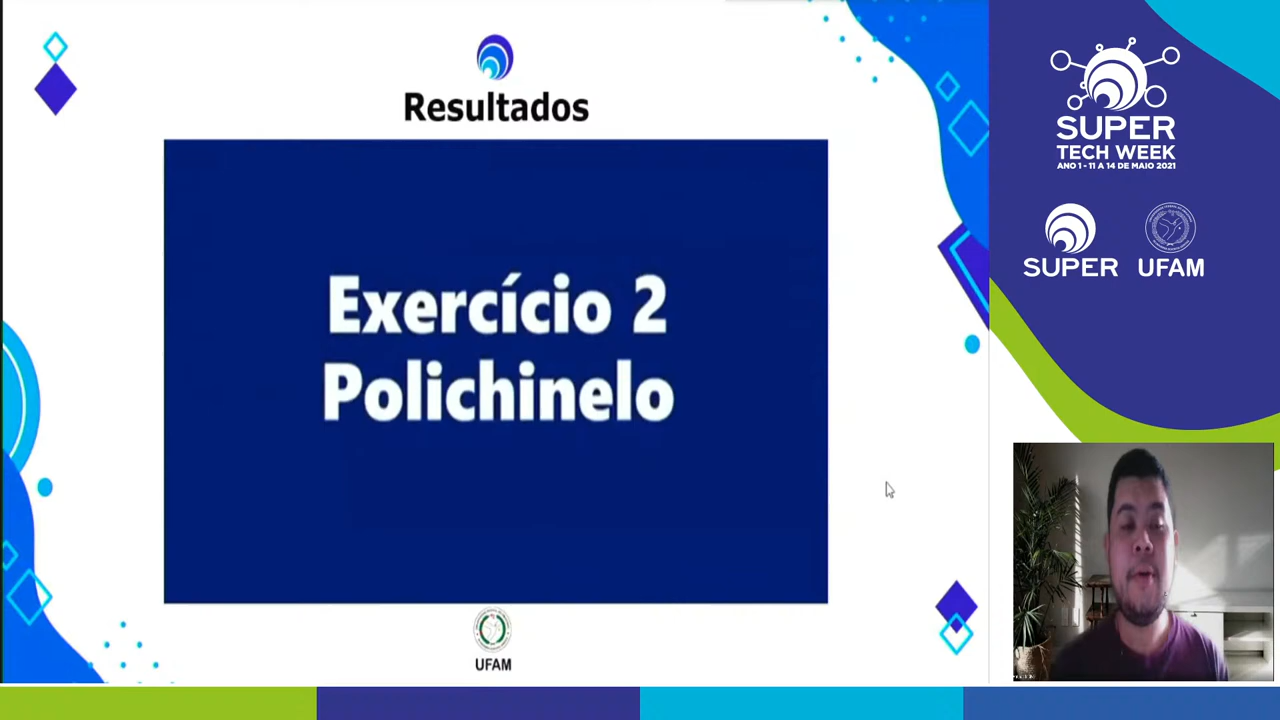 Resultados
Exercício 2
Polichinelo
UFAM
SUPER
TECH WEEK
ANO 1 - 11 A 14 DE MAIO 2021
SUPER
UFAM